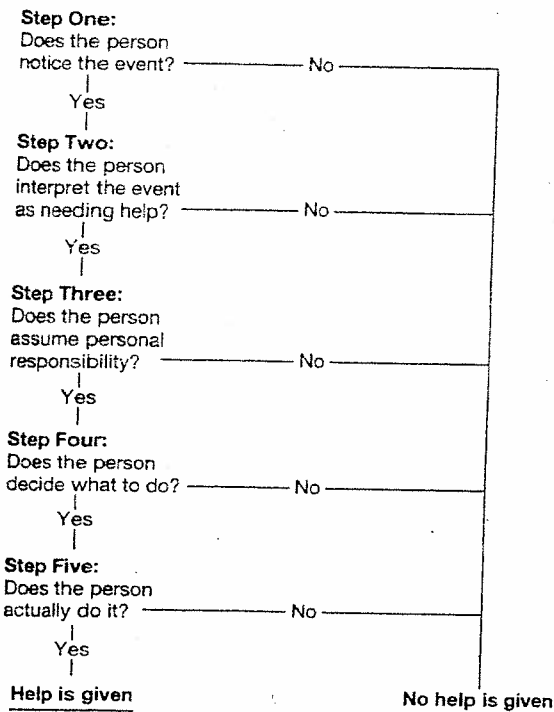 Step One:
Does the person
notice the event?
No
Yes
Step Two:
Does the person
interpret the event
as needing help?
No
Yes
Step Three:
Does the person
assume personal
responsibility?
No
Yes
Step Four:
Does the person
decide what to do?
No
Yes
Step Five:
Does the person
actually do it?
No
Yes
Help is given
No help is given